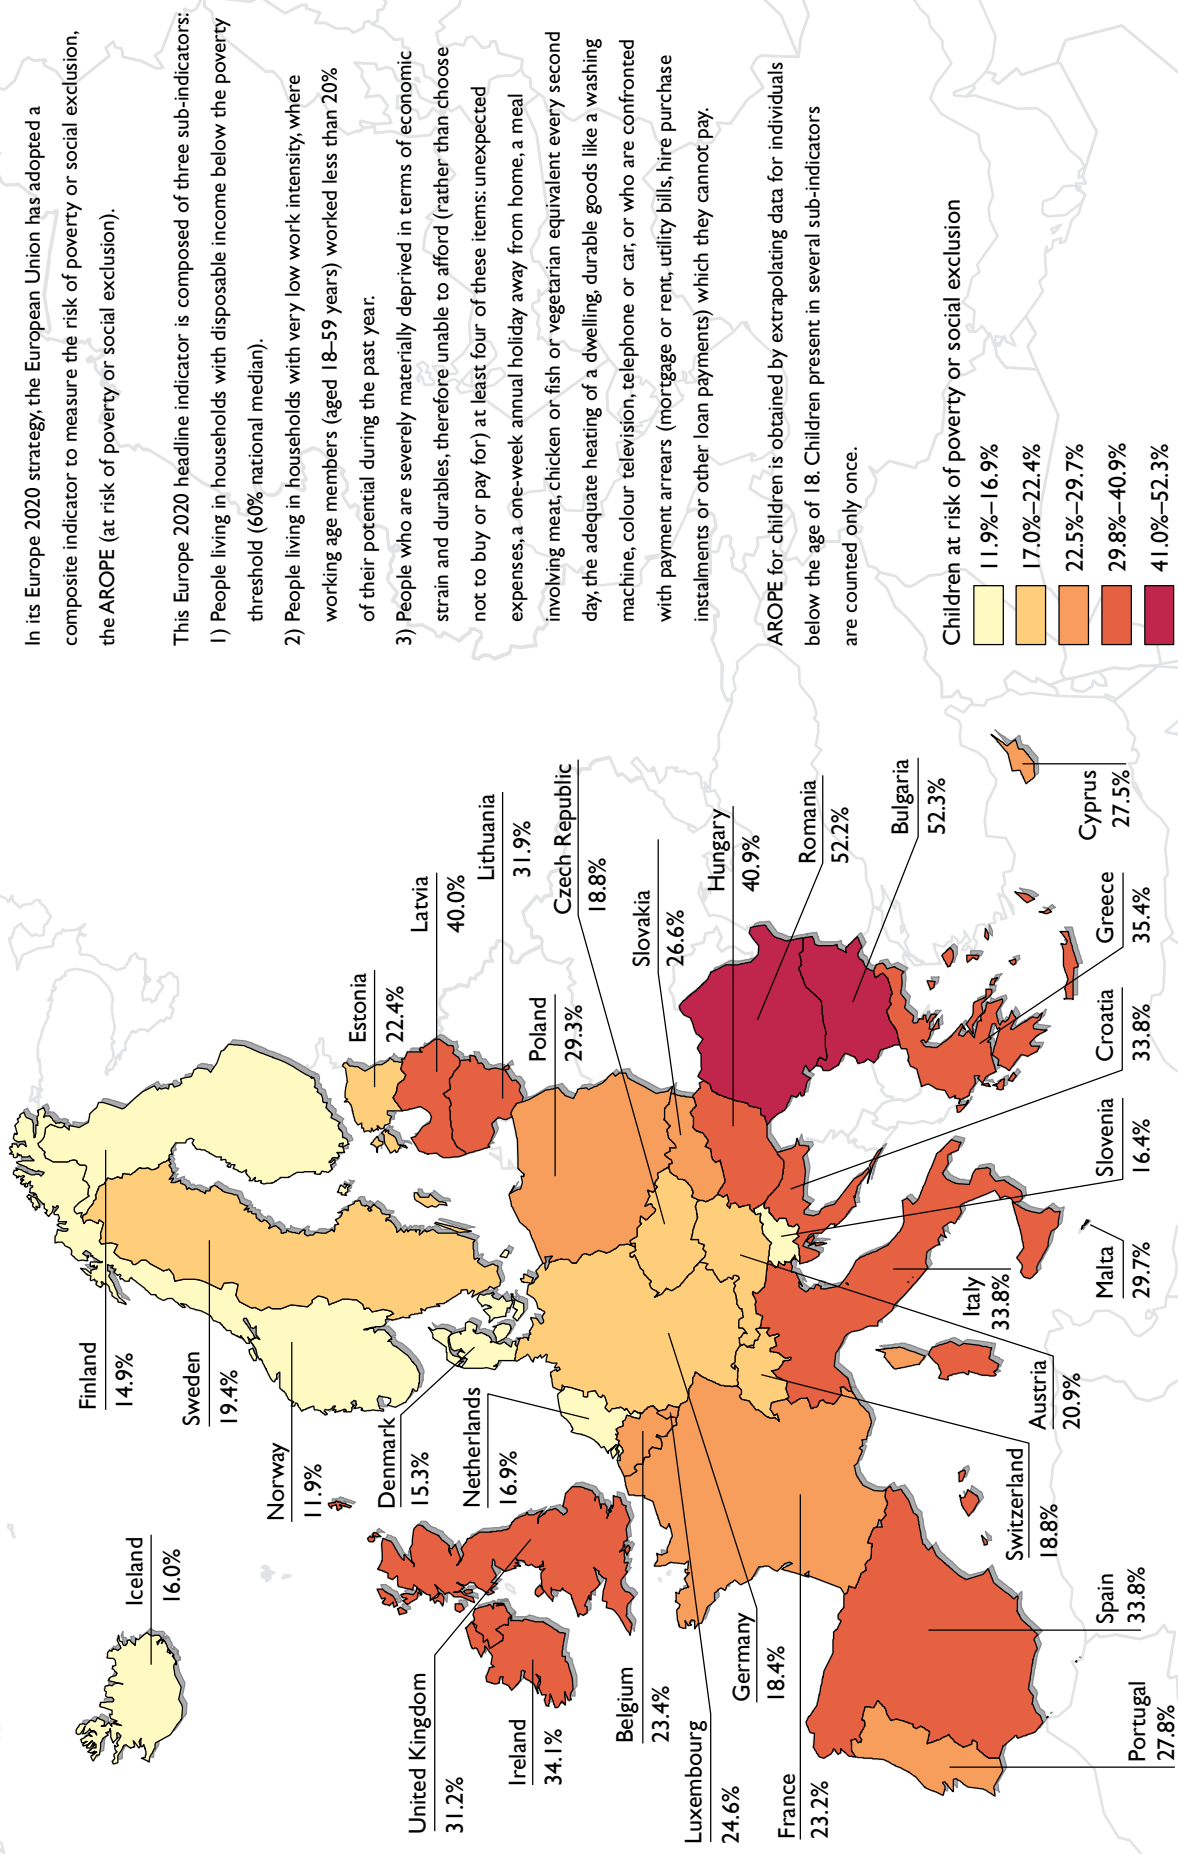 In its Europe 2020 strategy, the European Union has adopted a
composite indicator to measure the risk of poverty or social exclusion,
the AROPE (at risk of poverty or social exclusion).
This Europe 2020 headline indicator is composed of three sub-indicators:
1) People living in households with disposable income below the poverty
threshold (60% national median).
2) People living in households with very low work intensity, where
working age members (aged 18–59 years) worked less than 20%
of their potential during the past year.
3) People who are severely materially deprived in terms of economic
strain and durables, therefore unable to afford (rather than choose
not to buy or pay for) at least four of these items: unexpected
expenses, a one-week annual holiday away from home, a meal
involving meat, chicken or fish or vegetarian equivalent every second
day, the adequate heating of a dwelling, durable goods like a washing
machine, colour television, telephone or car, or who are confronted
with payment arrears (mortgage or rent, utility bills, hire purchase
instalments or other loan payments) which they cannot pay.
AROPE for children is obtained by extrapolating data for individuals
below the age of 18. Children present in several sub-indicators
are counted only once.
Children at risk of poverty or social exclusion
11.9%–16.9%
17.0%–22.4%
22.5%–29.7%
29.8%–40.9%
41.0%–52.3%
Iceland
16.0%
Finland
14.9%
Sweden
19.4%
Norway
11.9%
Denmark
15.3%
Netherlands
16.9%
Estonia
22.4%
Latvia
40.0%
Lithuania
31.9%
Poland
29.3%
Czech Republic
18.8%
Slovakia
26.6%
Hungary
40.9%
Romania
52.2%
Bulgaria
52.3%
Cyprus
27.5%
Greece
35.4%
Croatia
33.8%
Slovenia
16.4%
Malta
29.7%
Italy
33.8%
Austria
20.9%
Switzerland
18.8%
Spain
33.8%
Portugal
27.8%
France
23.2%
Luxembourg
24.6%
Germany
18.4%
Belgium
23.4%
Ireland
34.1%
United Kingdom
31.2%